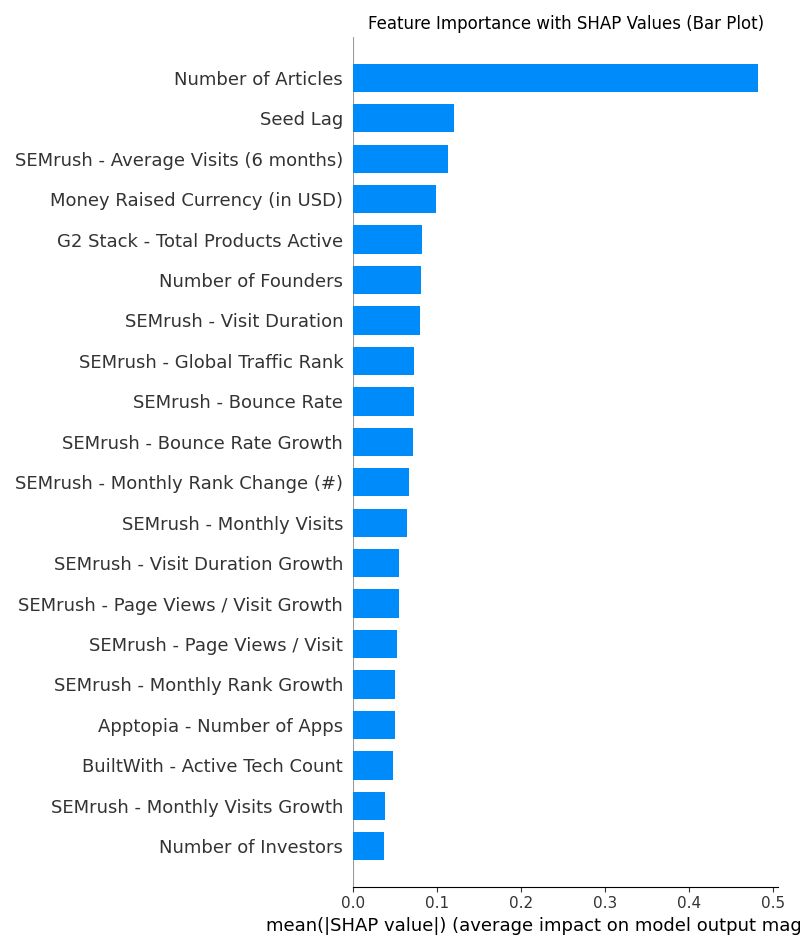 Feature Importance with SHAP Values (Bar Plot)
Number of Articles
Seed Lag
SEMrush - Average Visits (6 months)
Money Raised Currency (in USD)
G2 Stack - Total Products Active
Number of Founders
SEMrush - Visit Duration
SEMrush - Global Traffic Rank
SEMrush - Bounce Rate
SEMrush - Bounce Rate Growth
SEMrush - Monthly Rank Change (#)
SEMrush - Monthly Visits
SEMrush - Visit Duration Growth
SEMrush - Page Views / Visit Growth
SEMrush - Page Views / Visit
SEMrush - Monthly Rank Growth
Apptopia - Number of Apps
BuiltWith - Active Tech Count
SEMrush - Monthly Visits Growth
Number of Investors
0.0 0.1 0.2 0.3 0.4 0.5
mean(|SHAP value|) (average impact on model output mag